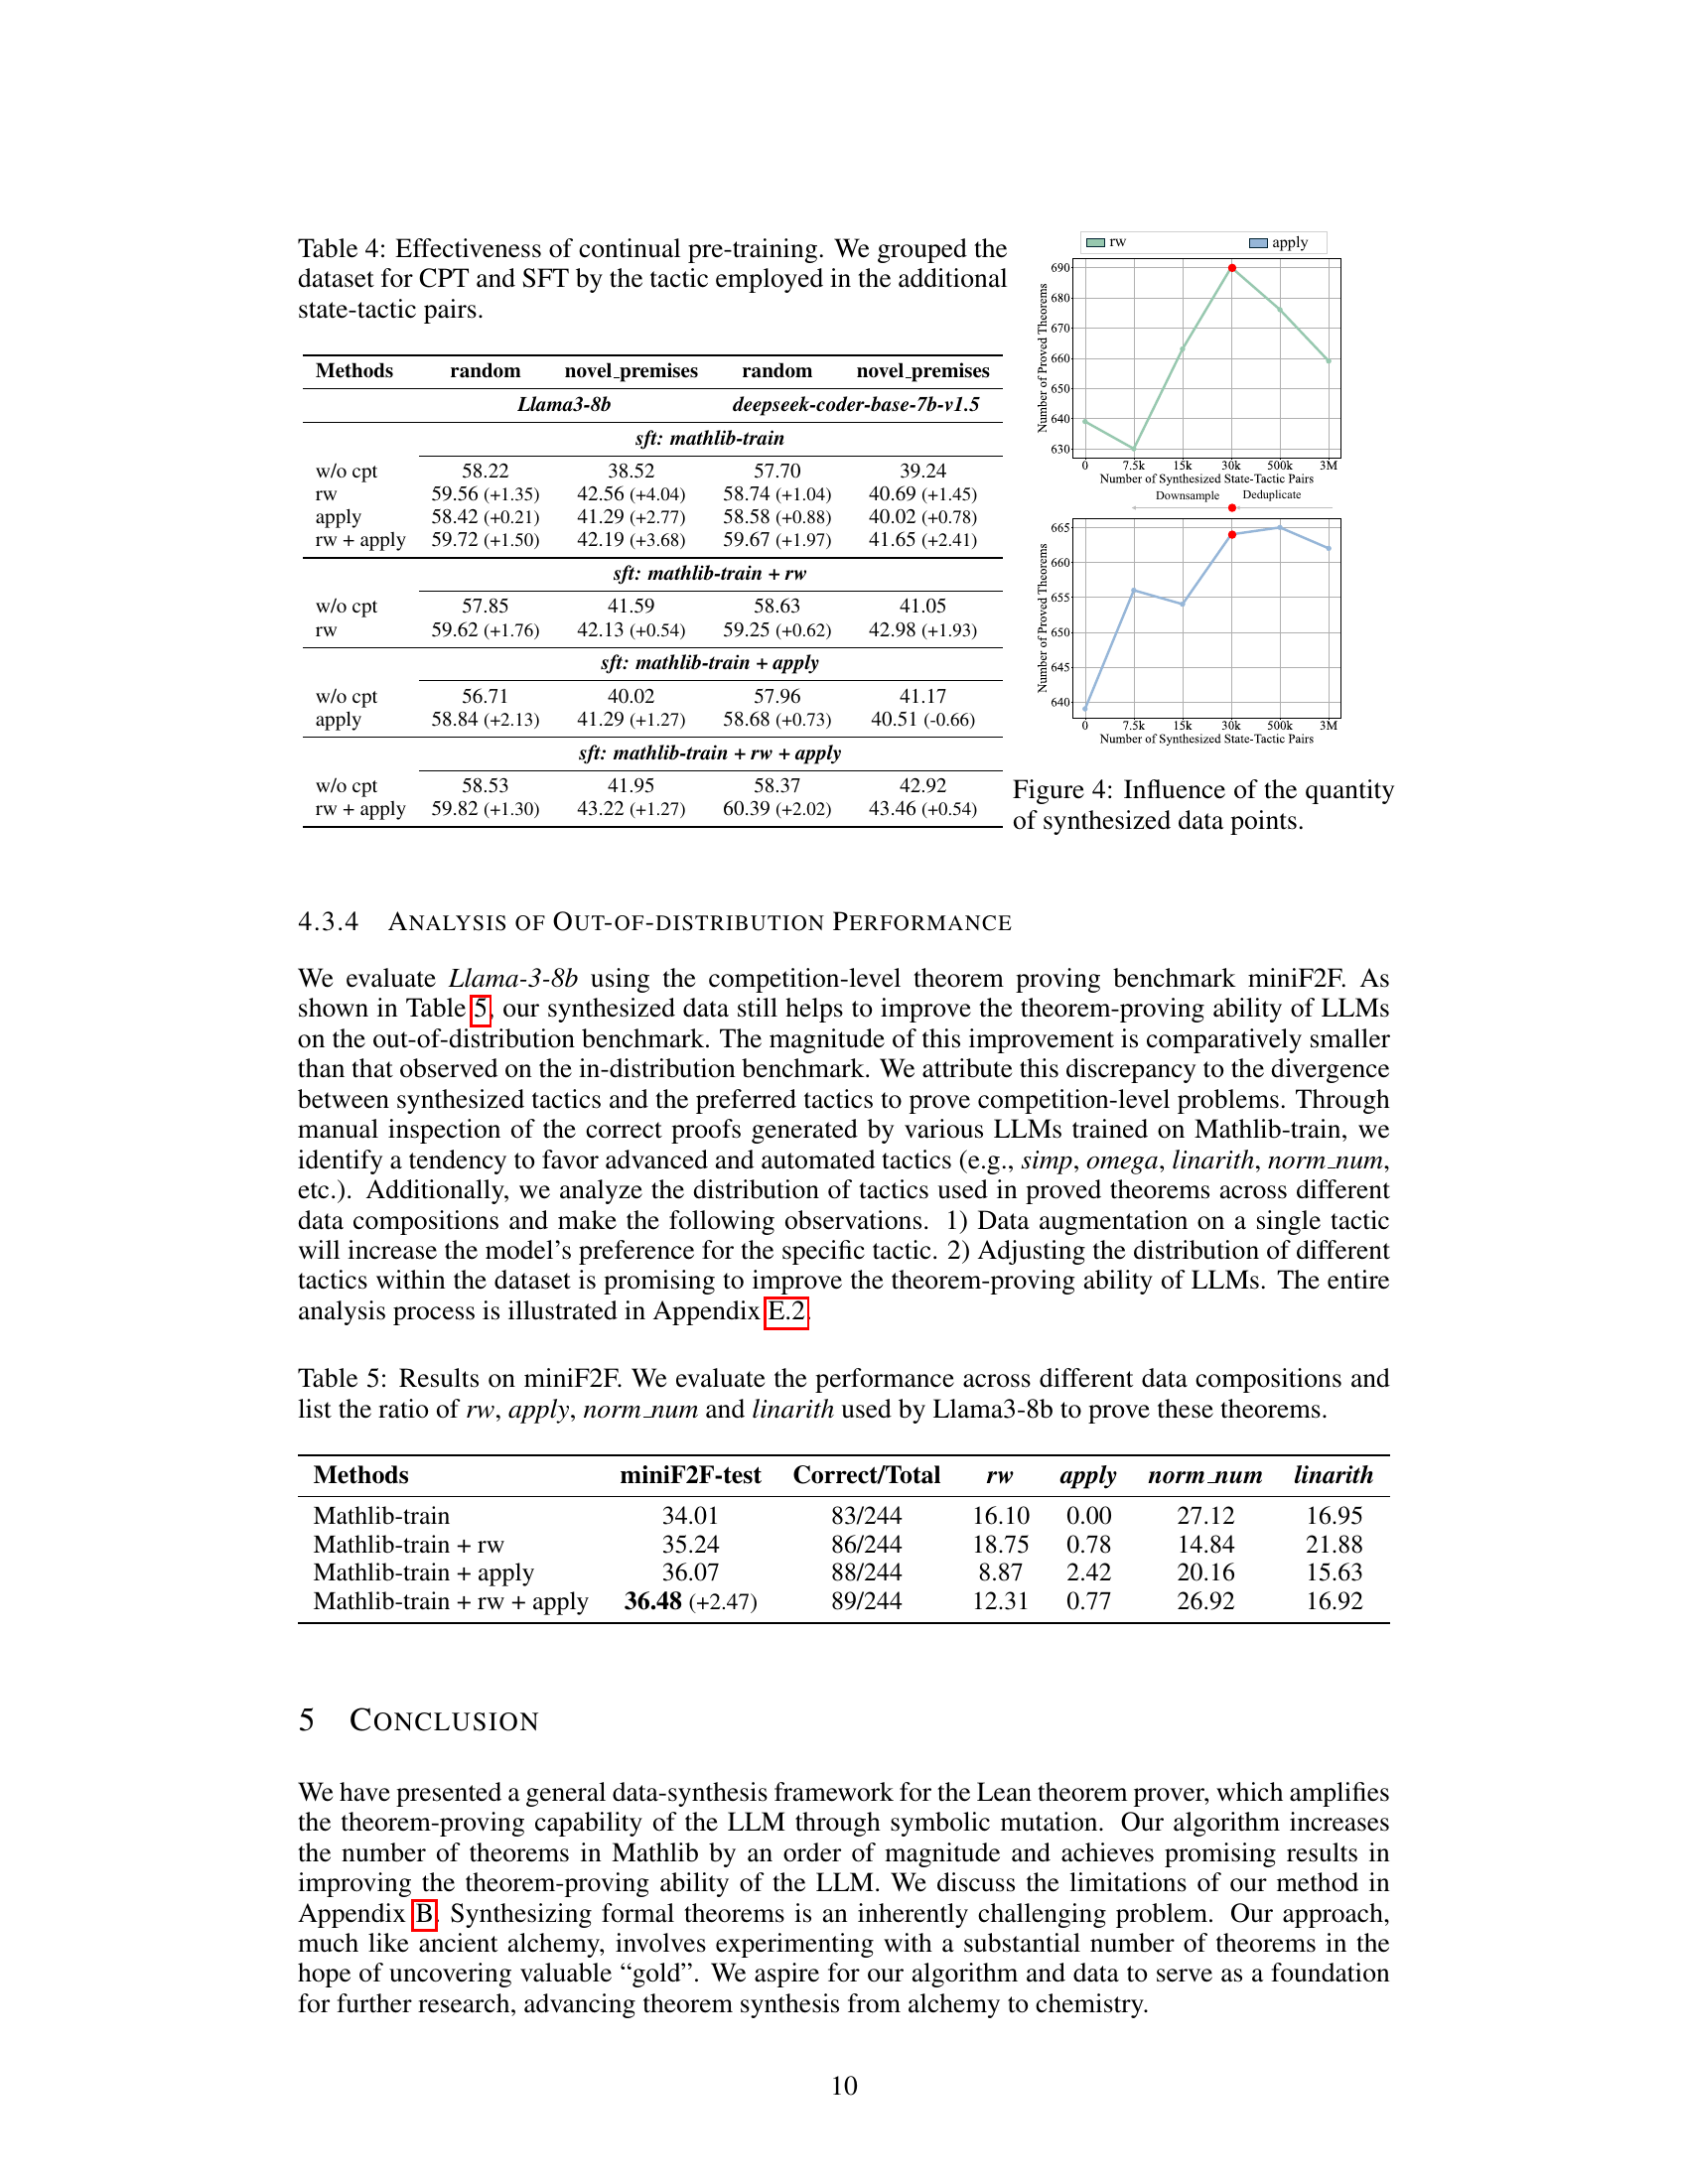 Table 4: Effectiveness of continual pre-training. We grouped the
dataset for CPT and SFT by the tactic employed in the additional
state-tactic pairs.
Methods random novel_premises random novel_premises
Llama3-8b deepseek-coder-base-7b-v1.5
sft: mathlib-train
w/o cpt 58.22 38.52 57.70 39.24
rw 59.56 (+1.35) 42.56 (+4.04) 58.74 (+1.04) 40.69 (+1.45)
apply 58.42 (+0.21) 41.29 (+2.77) 58.58 (+0.88) 40.02 (+0.78)
rw + apply 59.72 (+1.50) 42.19 (+3.68) 59.67 (+1.97) 41.65 (+2.41)
sft: mathlib-train + rw
w/o cpt 57.85 41.59 58.63 41.05
rw 59.62 (+1.76) 42.13 (+0.54) 59.25 (+0.62) 42.98 (+1.93)
sft: mathlib-train + apply
w/o cpt 56.71 40.02 57.96 41.17
apply 58.84 (+2.13) 41.29 (+1.27) 58.68 (+0.73) 40.51 (-0.66)
sft: mathlib-train + rw + apply
w/o cpt 58.53 41.95 58.37 42.92
rw + apply 59.82 (+1.30) 43.22 (+1.27) 60.39 (+2.02) 43.46 (+0.54)
rw apply
Number of Proved Theorems
690
680
670
660
650
640
630
0 7.5k 15k 30k 500k 3M
Number of Synthesized State-Tactic Pairs
Downsample Deduplicate
Number of Proved Theorems
665
660
655
650
645
640
0 7.5k 15k 30k 500k 3M
Number of Synthesized State-Tactic Pairs
Figure 4: Influence of the quantity
of synthesized data points.
4.3.4 ANALYSIS OF OUT-OF-DISTRIBUTION PERFORMANCE
We evaluate Llama-3-8b using the competition-level theorem proving benchmark miniF2F. As
shown in Table 5, our synthesized data still helps to improve the theorem-proving ability of LLMs
on the out-of-distribution benchmark. The magnitude of this improvement is comparatively smaller
than that observed on the in-distribution benchmark. We attribute this discrepancy to the divergence
between synthesized tactics and the preferred tactics to prove competition-level problems. Through
manual inspection of the correct proofs generated by various LLMs trained on Mathlib-train, we
identify a tendency to favor advanced and automated tactics (e.g., simp, omega, linarith, norm_num,
etc.). Additionally, we analyze the distribution of tactics used in proved theorems across different
data compositions and make the following observations. 1) Data augmentation on a single tactic
will increase the model's preference for the specific tactic. 2) Adjusting the distribution of different
tactics within the dataset is promising to improve the theorem-proving ability of LLMs. The entire
analysis process is illustrated in Appendix E.2.
Table 5: Results on miniF2F. We evaluate the performance across different data compositions and
list the ratio of rw, apply, norm_num and linarith used by Llama3-8b to prove these theorems.
Methods miniF2F-test Correct/Total rw apply norm_num linarith
Mathlib-train 34.01 83/244 16.10 0.00 27.12 16.95
Mathlib-train + rw 35.24 86/244 18.75 0.78 14.84 21.88
Mathlib-train + apply 36.07 88/244 8.87 2.42 20.16 15.63
Mathlib-train + rw + apply 36.48 (+2.47) 89/244 12.31 0.77 26.92 16.92
5 CONCLUSION
We have presented a general data-synthesis framework for the Lean theorem prover, which amplifies
the theorem-proving capability of the LLM through symbolic mutation. Our algorithm increases
the number of theorems in Mathlib by an order of magnitude and achieves promising results in
improving the theorem-proving ability of the LLM. We discuss the limitations of our method in
Appendix B. Synthesizing formal theorems is an inherently challenging problem. Our approach,
much like ancient alchemy, involves experimenting with a substantial number of theorems in the
hope of uncovering valuable “gold”. We aspire for our algorithm and data to serve as a foundation
for further research, advancing theorem synthesis from alchemy to chemistry.
10